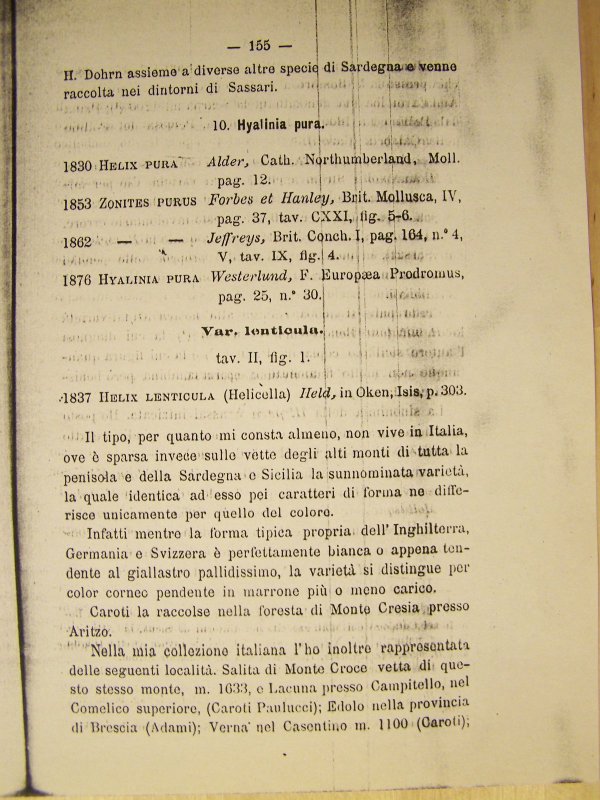 — 155 —
H. Dohrn assieme a diverse altre specie di Sardegna e venne
raccolta nei dintorni di Sassari.
10. Hyalinia pura.
1830 HELIX PURA Alder, Cath. Northumberland, Moll.
pag. 12.
1853 ZONITES PURUS Forbes et Hanley, Brit. Mollusca, IV,
pag. 37, tav. CXXI, fig. 5-6.
1862 — — Jeffreys, Brit. Conch. I, pag. 164, n.° 4,
V, tav. IX, fig. 4.
1876 HYALINIA PURA Westerlund, F. Europæa Prodromus,
pag. 25, n.° 30.
Var. lenticula.
tav. II, fig. 1.
1837 HELIX LENTICULA (Helicella) Held, in Oken, Isis, p. 303.
Il tipo, per quanto mi consta almeno, non vive in Italia,
ove è sparsa invece sulle vette degli alti monti di tutta la
penisola e della Sardegna e Sicilia la sunnominata varietà,
la quale identica ad esso pei caratteri di forma ne diffe-
risce unicamente per quello del colore.
Infatti mentre la forma tipica propria dell' Inghilterra,
Germania e Svizzera è perfettamente bianca o appena ten-
dente al giallastro pallidissimo, la varietà si distingue per
color corneo pendente in marrone più o meno carico.
Caroti la raccolse nella foresta di Monte Cresia presso
Aritzo.
Nella mia collezione italiana l'ho inoltre rappresentata
delle seguenti località. Salita di Monte Croce vetta di que-
sto stesso monte, m. 1633, e Lacuna presso Campitello, nel
Comelico superiore, (Caroti Paulucci); Edolo nella provincia
di Brescia (Adami); Verna nel Casentino m. 1100 (Caroti);